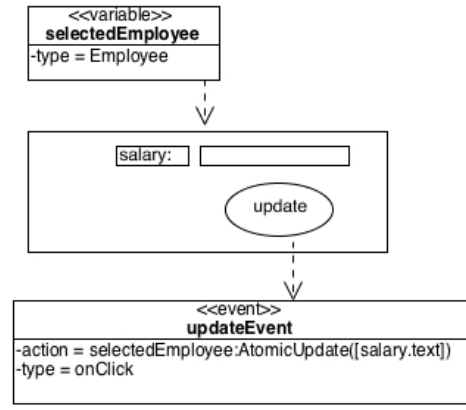 <<variable>>
selectedEmployee
-type = Employee
salary:
update
<<event>>
updateEvent
-action = selectedEmployee:AtomicUpdate([salary.text])
-type = onClick